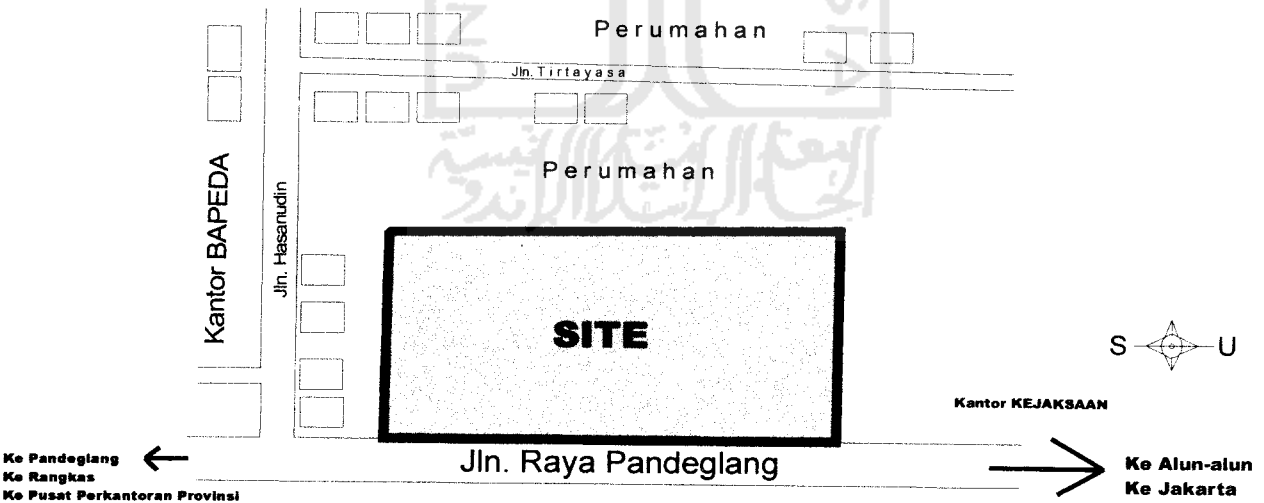 Perumahan
Jln. Tirtayasa
Perumahan
Kantor BAPEDA
Jln. Hasanudin
SITE
S U
Kantor KEJAKSAAN
Ke Pandeglang
Ke Rangkas
Ke Pusat Perkantoran Provinsi
Jln. Raya Pandeglang
Ke Alun-alun
Ke Jakarta